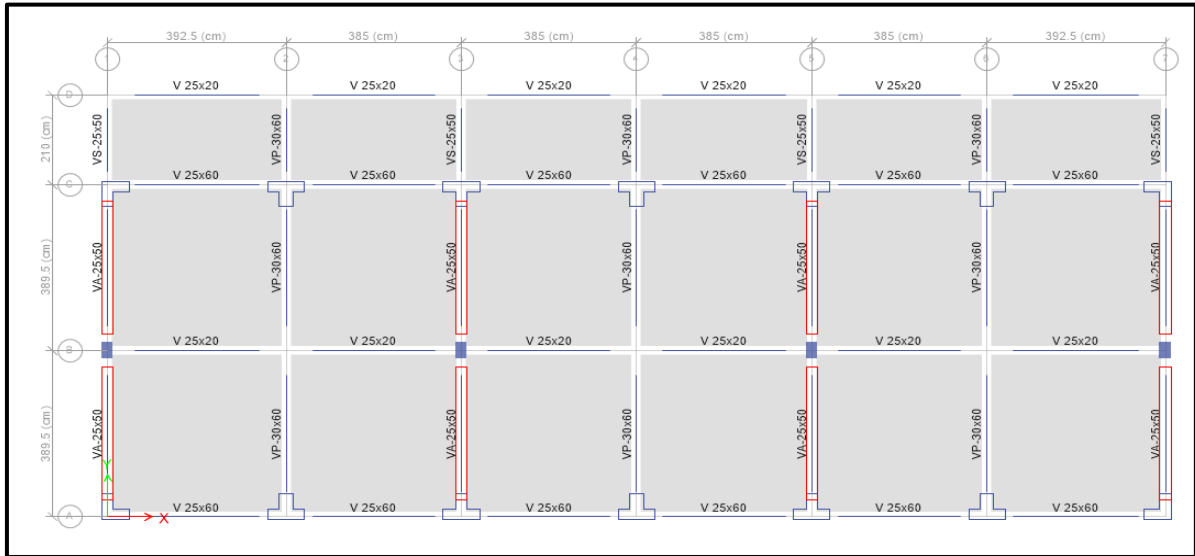 392.5 (cm) 385 (cm) 385 (cm) 385 (cm) 385 (cm) 392.5 (cm)
1 2 3 4 5 6 7
V 25x20 V 25x20 V 25x20 V 25x20 V 25x20 V 25x20
D
210 (cm) VS-25x50 VP-30x60 VS-25x50 VP-30x60 VS-25x50 VP-30x60 VS-25x50
V 25x60 V 25x60 V 25x60 V 25x60 V 25x60 V 25x60
C
389.5 (cm) VA-25x50 VP-30x60 VA-25x50 VP-30x60 VA-25x50 VP-30x60 VA-25x50
V 25x20 V 25x20 V 25x20 V 25x20 V 25x20 V 25x20
B
389.5 (cm) VA-25x50 VP-30x60 VA-25x50 VP-30x60 VA-25x50 VP-30x60 VA-25x50
Y
V 25x60 V 25x60 V 25x60 V 25x60 V 25x60 V 25x60
A X